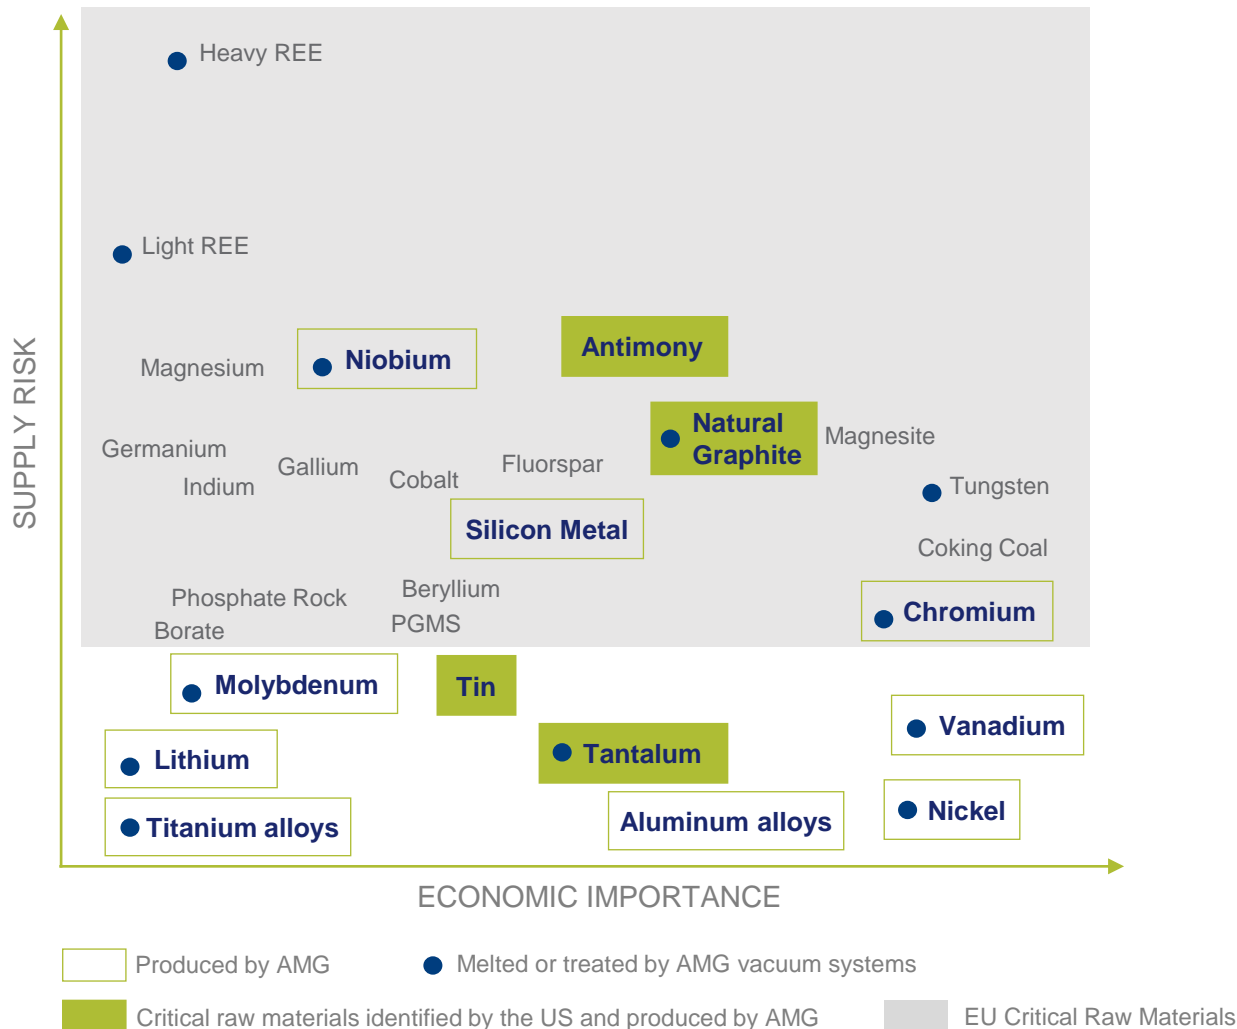 Heavy REE
Light REE
Antimony
Niobium
Magnesium
Natural
Graphite
Magnesite
Germanium
Gallium
Fluorspar
Cobalt
Indium
Tungsten
Silicon Metal
Coking Coal
Beryllium
Phosphate Rock
Chromium
PGMS
Borate
Molybdenum
Tin
Vanadium
Lithium
Tantalum
Nickel
Titanium alloys
Aluminum alloys
SUPPLY RISK
ECONOMIC IMPORTANCE
Produced by AMG
Melted or treated by AMG vacuum systems
Critical raw materials identified by the US and produced by AMG
EU Critical Raw Materials